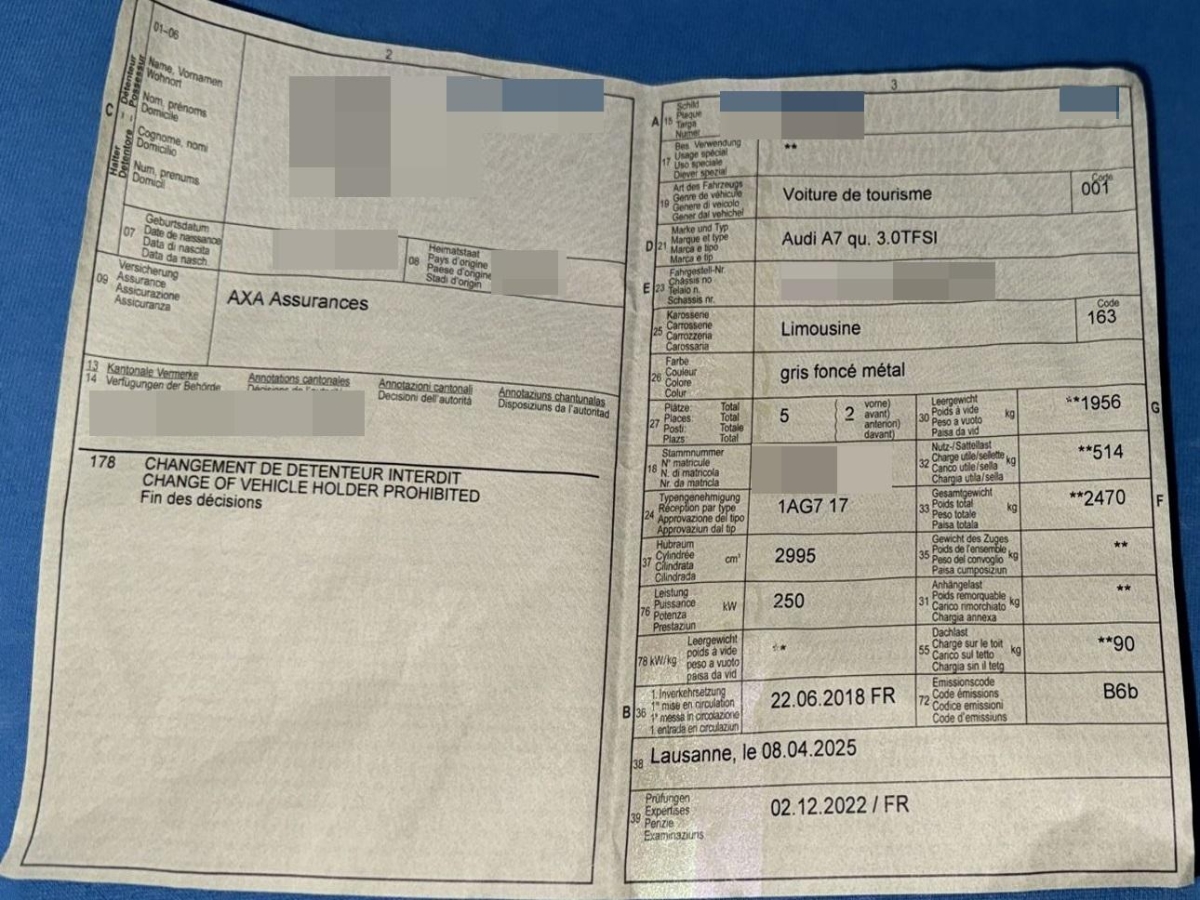 2
01-06
C
Détenteur
Possessur
Halter
Detentore
Name, Vornamen
Wohnort
Nom, prénoms
Domicile
Cognome, nomi
Domicilio
Num, prenums
Domicil
07
Geburtsdatum
Date de naissance
Data di nascita
Data da nasch.
08
Heimatstaat
Pays d'origine
Paese d'origine
Stadi d'origin
09
Versicherung
Assurance
Assicurazione
Assicuranza
AXA Assurances
13 Kantonale Vermerke
Annotations cantonales
Annotazioni cantonali
Annotaziuns chantunalas
14 Verfügungen der Behörde
Decisioni dell'autorità
Disposiziuns da l'autoritad
178 CHANGEMENT DE DETENTEUR INTERDIT
CHANGE OF VEHICLE HOLDER PROHIBITED
Fin des décisions
3
A 15
Schild
Plaque
Targa
Numer
17
Bes. Verwendung
Usage spécial
Uso speciale
Diever spezial
**
19
Art des Fahrzeugs
Genre de véhicule
Genere di veicolo
Gener dal vehichel
Voiture de tourisme
Code
001
D 21
Marke und Typ
Marque et type
Marca e tipo
Marca e tip
Audi A7 qu. 3.0TFSI
E 23
Fahrgestell-Nr.
Châssis no
Telaio n.
Schassis nr.
25
Karosserie
Carrosserie
Carrozzeria
Carossaria
Limousine
Code
163
26
Farbe
Couleur
Colore
Colur
gris foncé métal
27
Plätze: Total
Places: Total
Posti: Totale
Plazs: Total
5
2
vorne)
avant)
anteriori)
davant)
30
Leergewicht
Poids à vide
Peso a vuoto
Paisa da vid
kg
**1956
G
18
Stammnummer
N° matricule
N. di matricola
Nr. da matricla
32
Nutz-/Sattellast
Charge utile/sellette
Carico utile/sella
Chargia utila/sella
kg
**514
24
Typengenehmigung
Réception par type
Approvazione del tipo
Approvaziun dal tip
1AG7 17
33
Gesamtgewicht
Poids total
Peso totale
Paisa totala
kg
**2470
F
37
Hubraum
Cylindrée
Cilindrata
Cilindrada
cm³
2995
35
Gewicht des Zuges
Poids de l'ensemble
Peso del convoglio
Paisa cumposiziun
kg
**
76
Leistung
Puissance
Potenza
Prestaziun
kW
250
31
Anhängelast
Poids remorquable
Carico rimorchiato
Chargia annexa
kg
**
78 kW/kg
Leergewicht
poids à vide
peso a vuoto
paisa da vid
**
55
Dachlast
Charge sur le toit
Carico sul tetto
Chargia sin il tetg
kg
**90
B 36
1. Inverkehrsetzung
1re mise en circulation
1a messa in circolazione
1. entrada en circulaziun
22.06.2018 FR
72
Emissionscode
Code émissions
Codice emissioni
Code d'emissiuns
B6b
38 Lausanne, le 08.04.2025
39
Prüfungen
Expertises
Perizie
Examinaziuns
02.12.2022 / FR